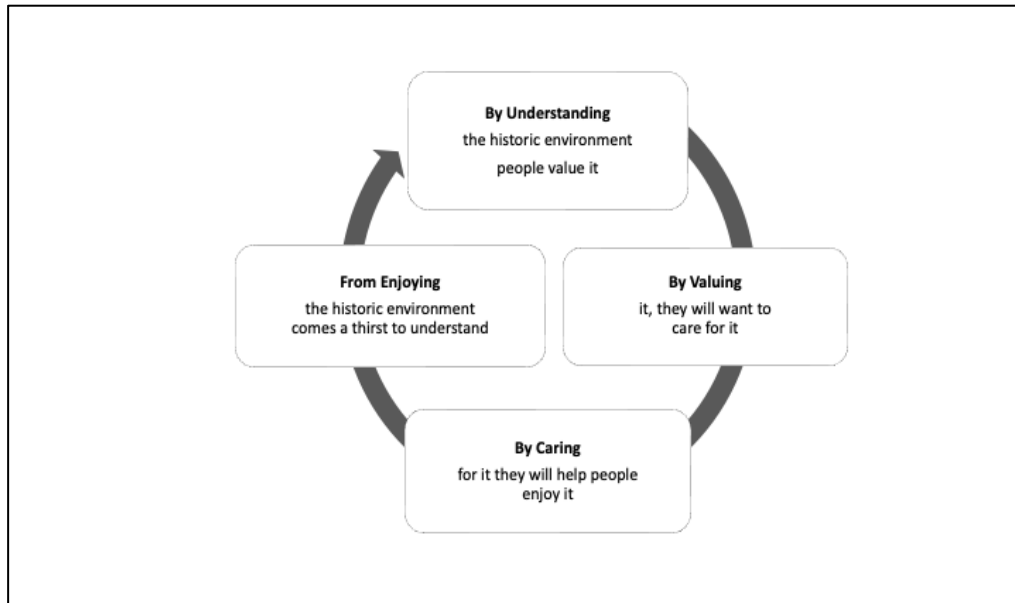 By Understanding
the historic environment
people value it
By Valuing
it, they will want to
care for it
By Caring
for it they will help people
enjoy it
From Enjoying
the historic environment
comes a thirst to understand